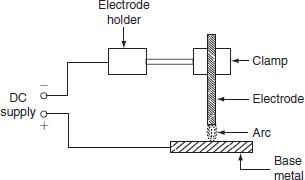 Electrode
holder
Clamp
−
DC
supply
+
Electrode
Arc
Base
metal